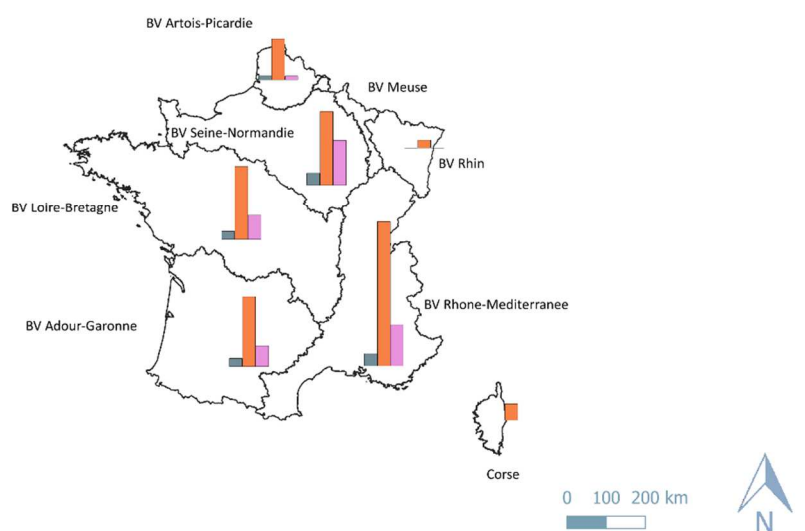 BV Artois-Picardie
BV Meuse
BV Seine-Normandie
BV Rhin
BV Loire-Bretagne
BV Rhone-Mediterranee
BV Adour-Garonne
Corse
0 100 200 km
N